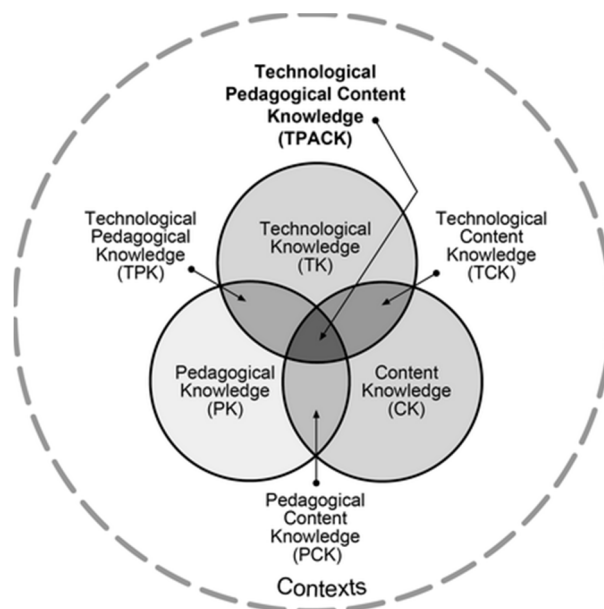 Technological
Pedagogical Content
Knowledge
(TPACK)
Technological
Pedagogical
Knowledge
(TPK)
Technological
Knowledge
(TK)
Technological
Content
Knowledge
(TCK)
Pedagogical
Knowledge
(PK)
Content
Knowledge
(CK)
Pedagogical
Content
Knowledge
(PCK)
Contexts